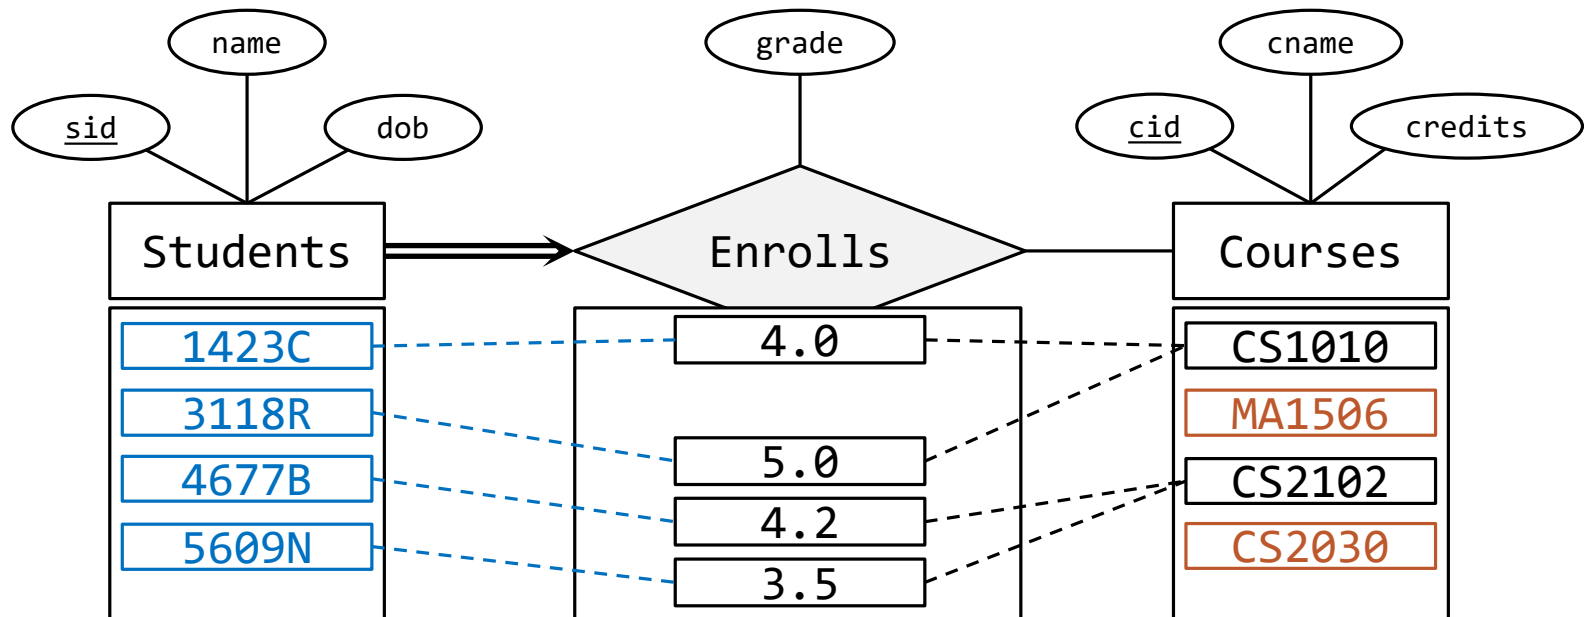 name
grade
cname
sid
dob
cid
credits
Students
Enrolls
Courses
1423C
4.0
CS1010
3118R
MA1506
5.0
4677B
CS2102
4.2
5609N
CS2030
3.5